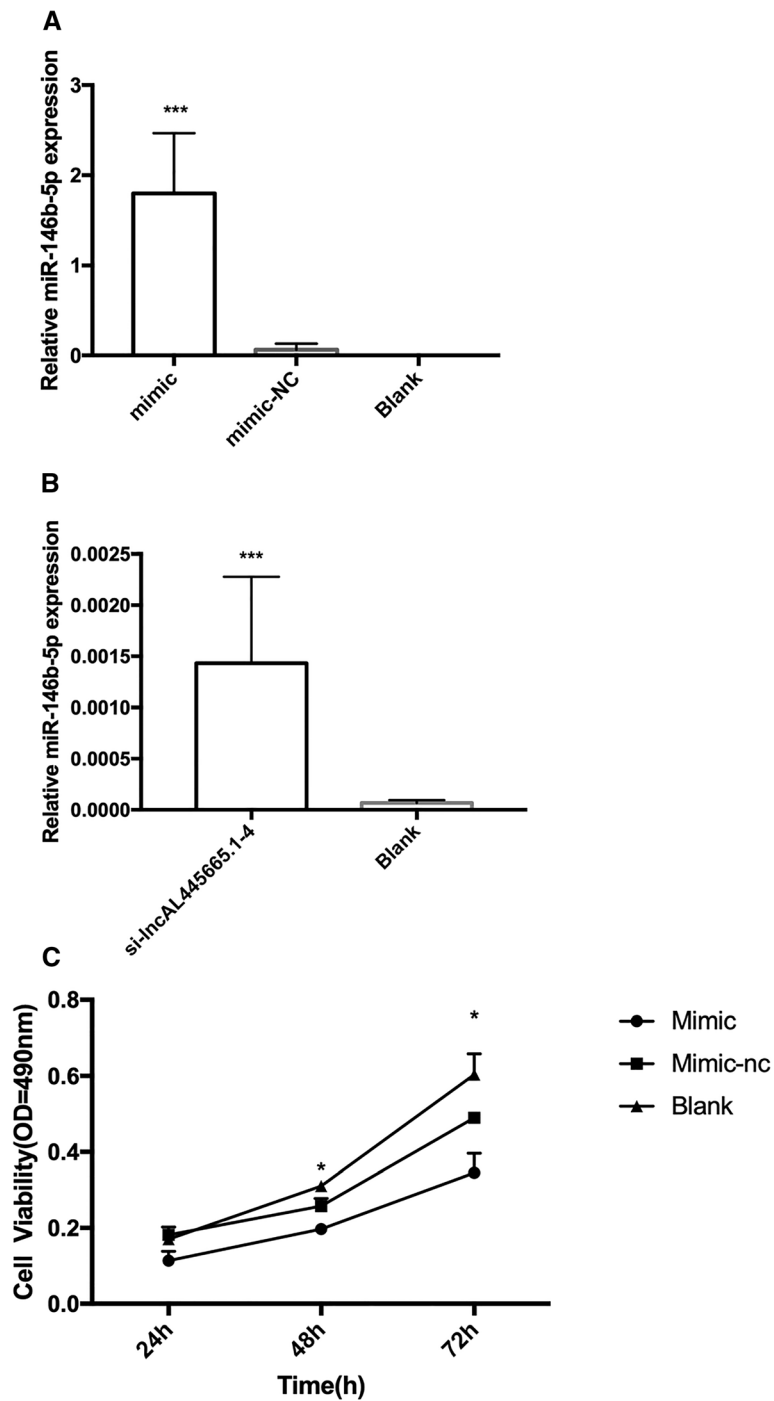 A
Relative miR-146b-5p expression
3
2
1
0
***
mimic
mimic-NC
Blank
B
Relative miR-146b-5p expression
0.0025
0.0020
0.0015
0.0010
0.0005
0.0000
***
si-lncAL445665.1-4
Blank
C
Cell Viability(OD=490nm)
0.8
0.6
0.4
0.2
0.0
*
*
24h
48h
72h
Time(h)
Mimic
Mimic-nc
Blank